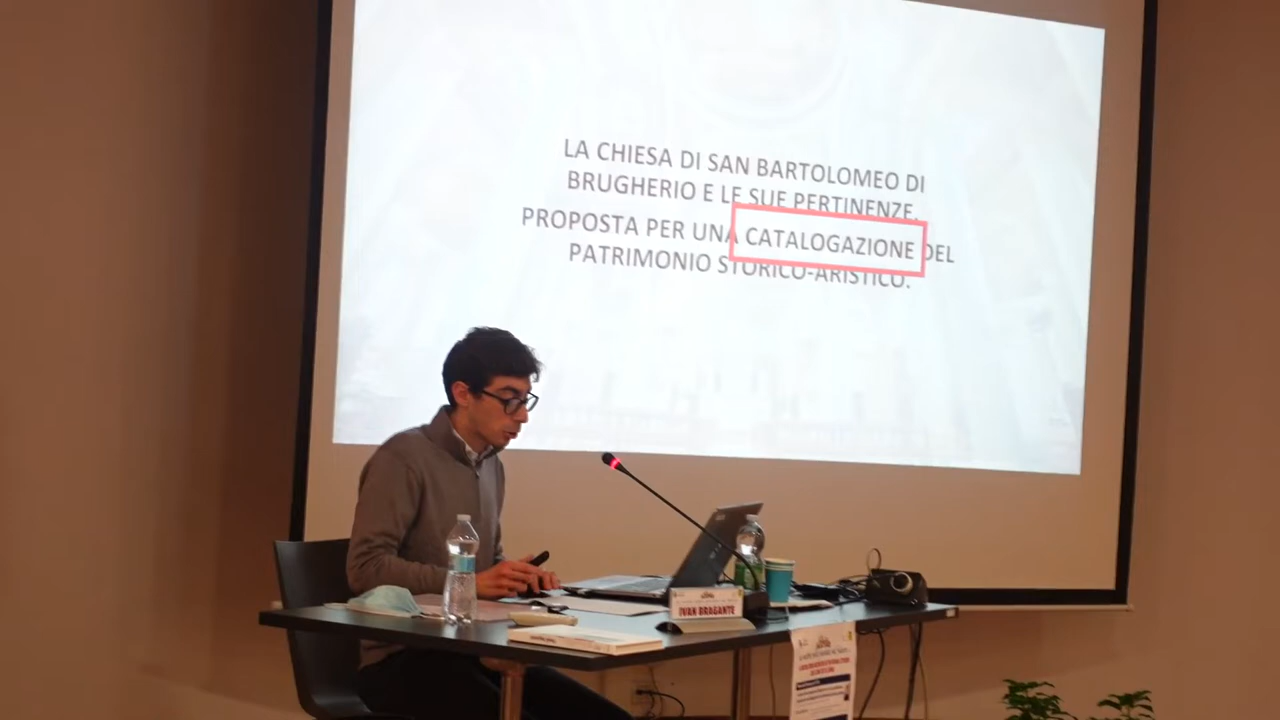 LA CHIESA DI SAN BARTOLOMEO DI
BRUGHERIO E LE SUE PERTINENZE.
PROPOSTA PER UNA CATALOGAZIONE DEL
PATRIMONIO STORICO-ARISTICO.
IVAN BRAGANTE